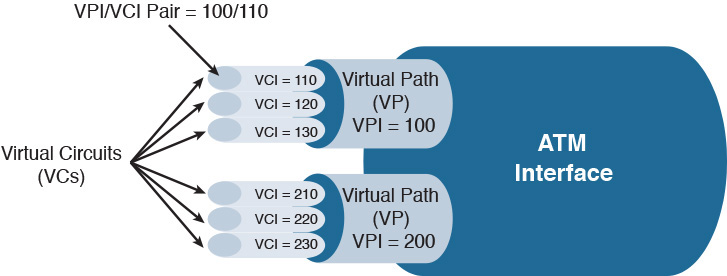 VPI/VCI Pair = 100/110
VCI = 110
VCI = 120
VCI = 130
Virtual Path
(VP)
VPI = 100
Virtual Circuits
(VCs)
ATM
Interface
VCI = 210
VCI = 220
VCI = 230
Virtual Path
(VP)
VPI = 200